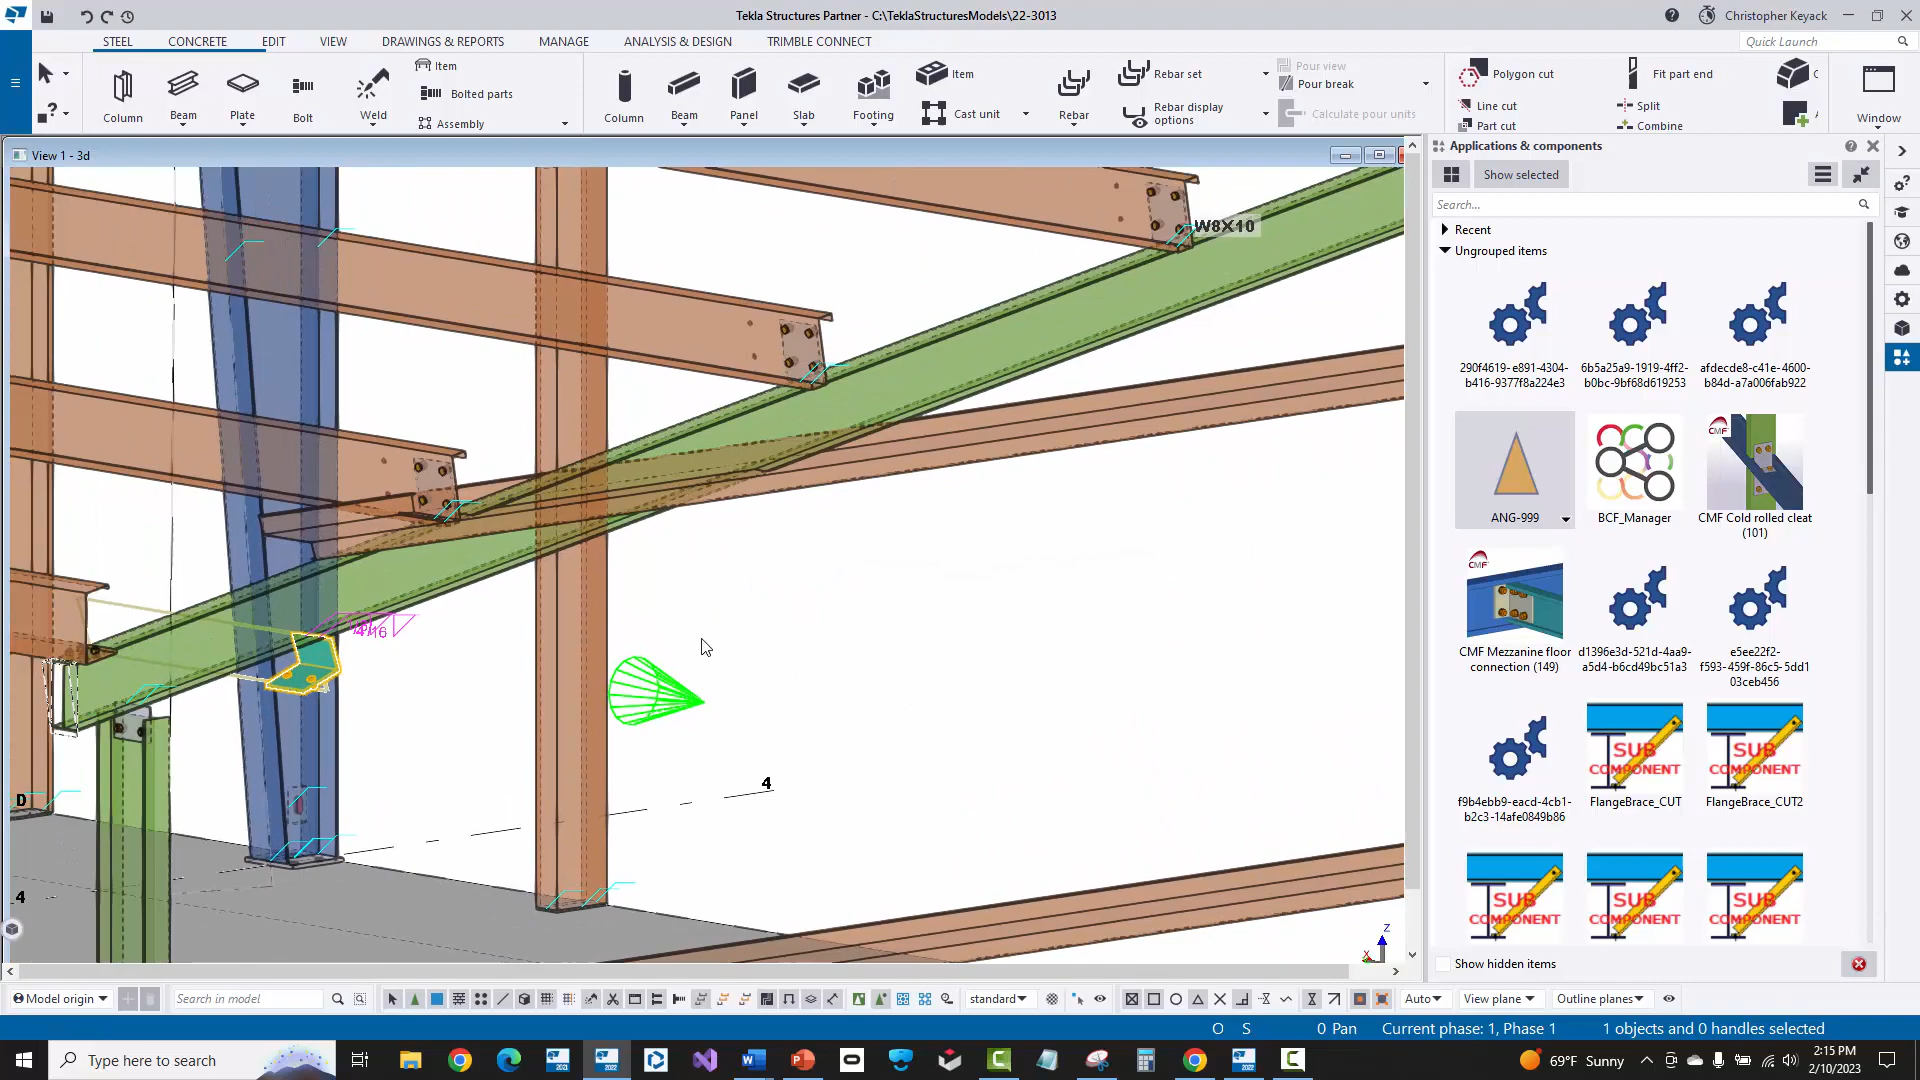 Tekla Structures Partner - C:\TeklaStructuresModels\22-3013
Christopher Keyack
STEEL CONCRETE EDIT VIEW DRAWINGS & REPORTS MANAGE ANALYSIS & DESIGN TRIMBLE CONNECT
Quick Launch
Column Beam Plate Bolt Weld
Item
Bolted parts
Assembly
Column Beam Panel Slab Footing
Item
Cast unit
Rebar
Rebar set
Rebar display options
Pour view
Pour break
Calculate pour units
Polygon cut
Line cut
Part cut
Fit part end
Split
Combine
Window
View 1 - 3d
W8X10
4
D
4
Z
Applications & components
Show selected
Search...
Recent
Ungrouped items
290f4619-e891-4304-
b416-9377f8a224e3
6b5a25a9-1919-4ff2-
b0bc-9bf68d619253
afdecde8-c41e-4600-
b84d-a7a006fab922
ANG-999
BCF_Manager
CMF
CMF Cold rolled cleat
(101)
CMF
CMF Mezzanine floor
connection (149)
d1396e3d-521d-4aa9-
a5d4-b6cd49bc51a3
e5ee22f2-
f593-459f-86c5-5dd1
03ceb456
f9b4ebb9-eacd-4cb1-
b2c3-14afe0849b86
SUB
COMPONENT
FlangeBrace_CUT
SUB
COMPONENT
FlangeBrace_CUT2
SUB
COMPONENT
SUB
COMPONENT
SUB
COMPONENT
Show hidden items
Model origin
Search in model
standard
Auto
View plane
Outline planes
O S 0 Pan Current phase: 1, Phase 1 1 objects and 0 handles selected
Type here to search
69°F Sunny
2:15 PM
2/10/2023